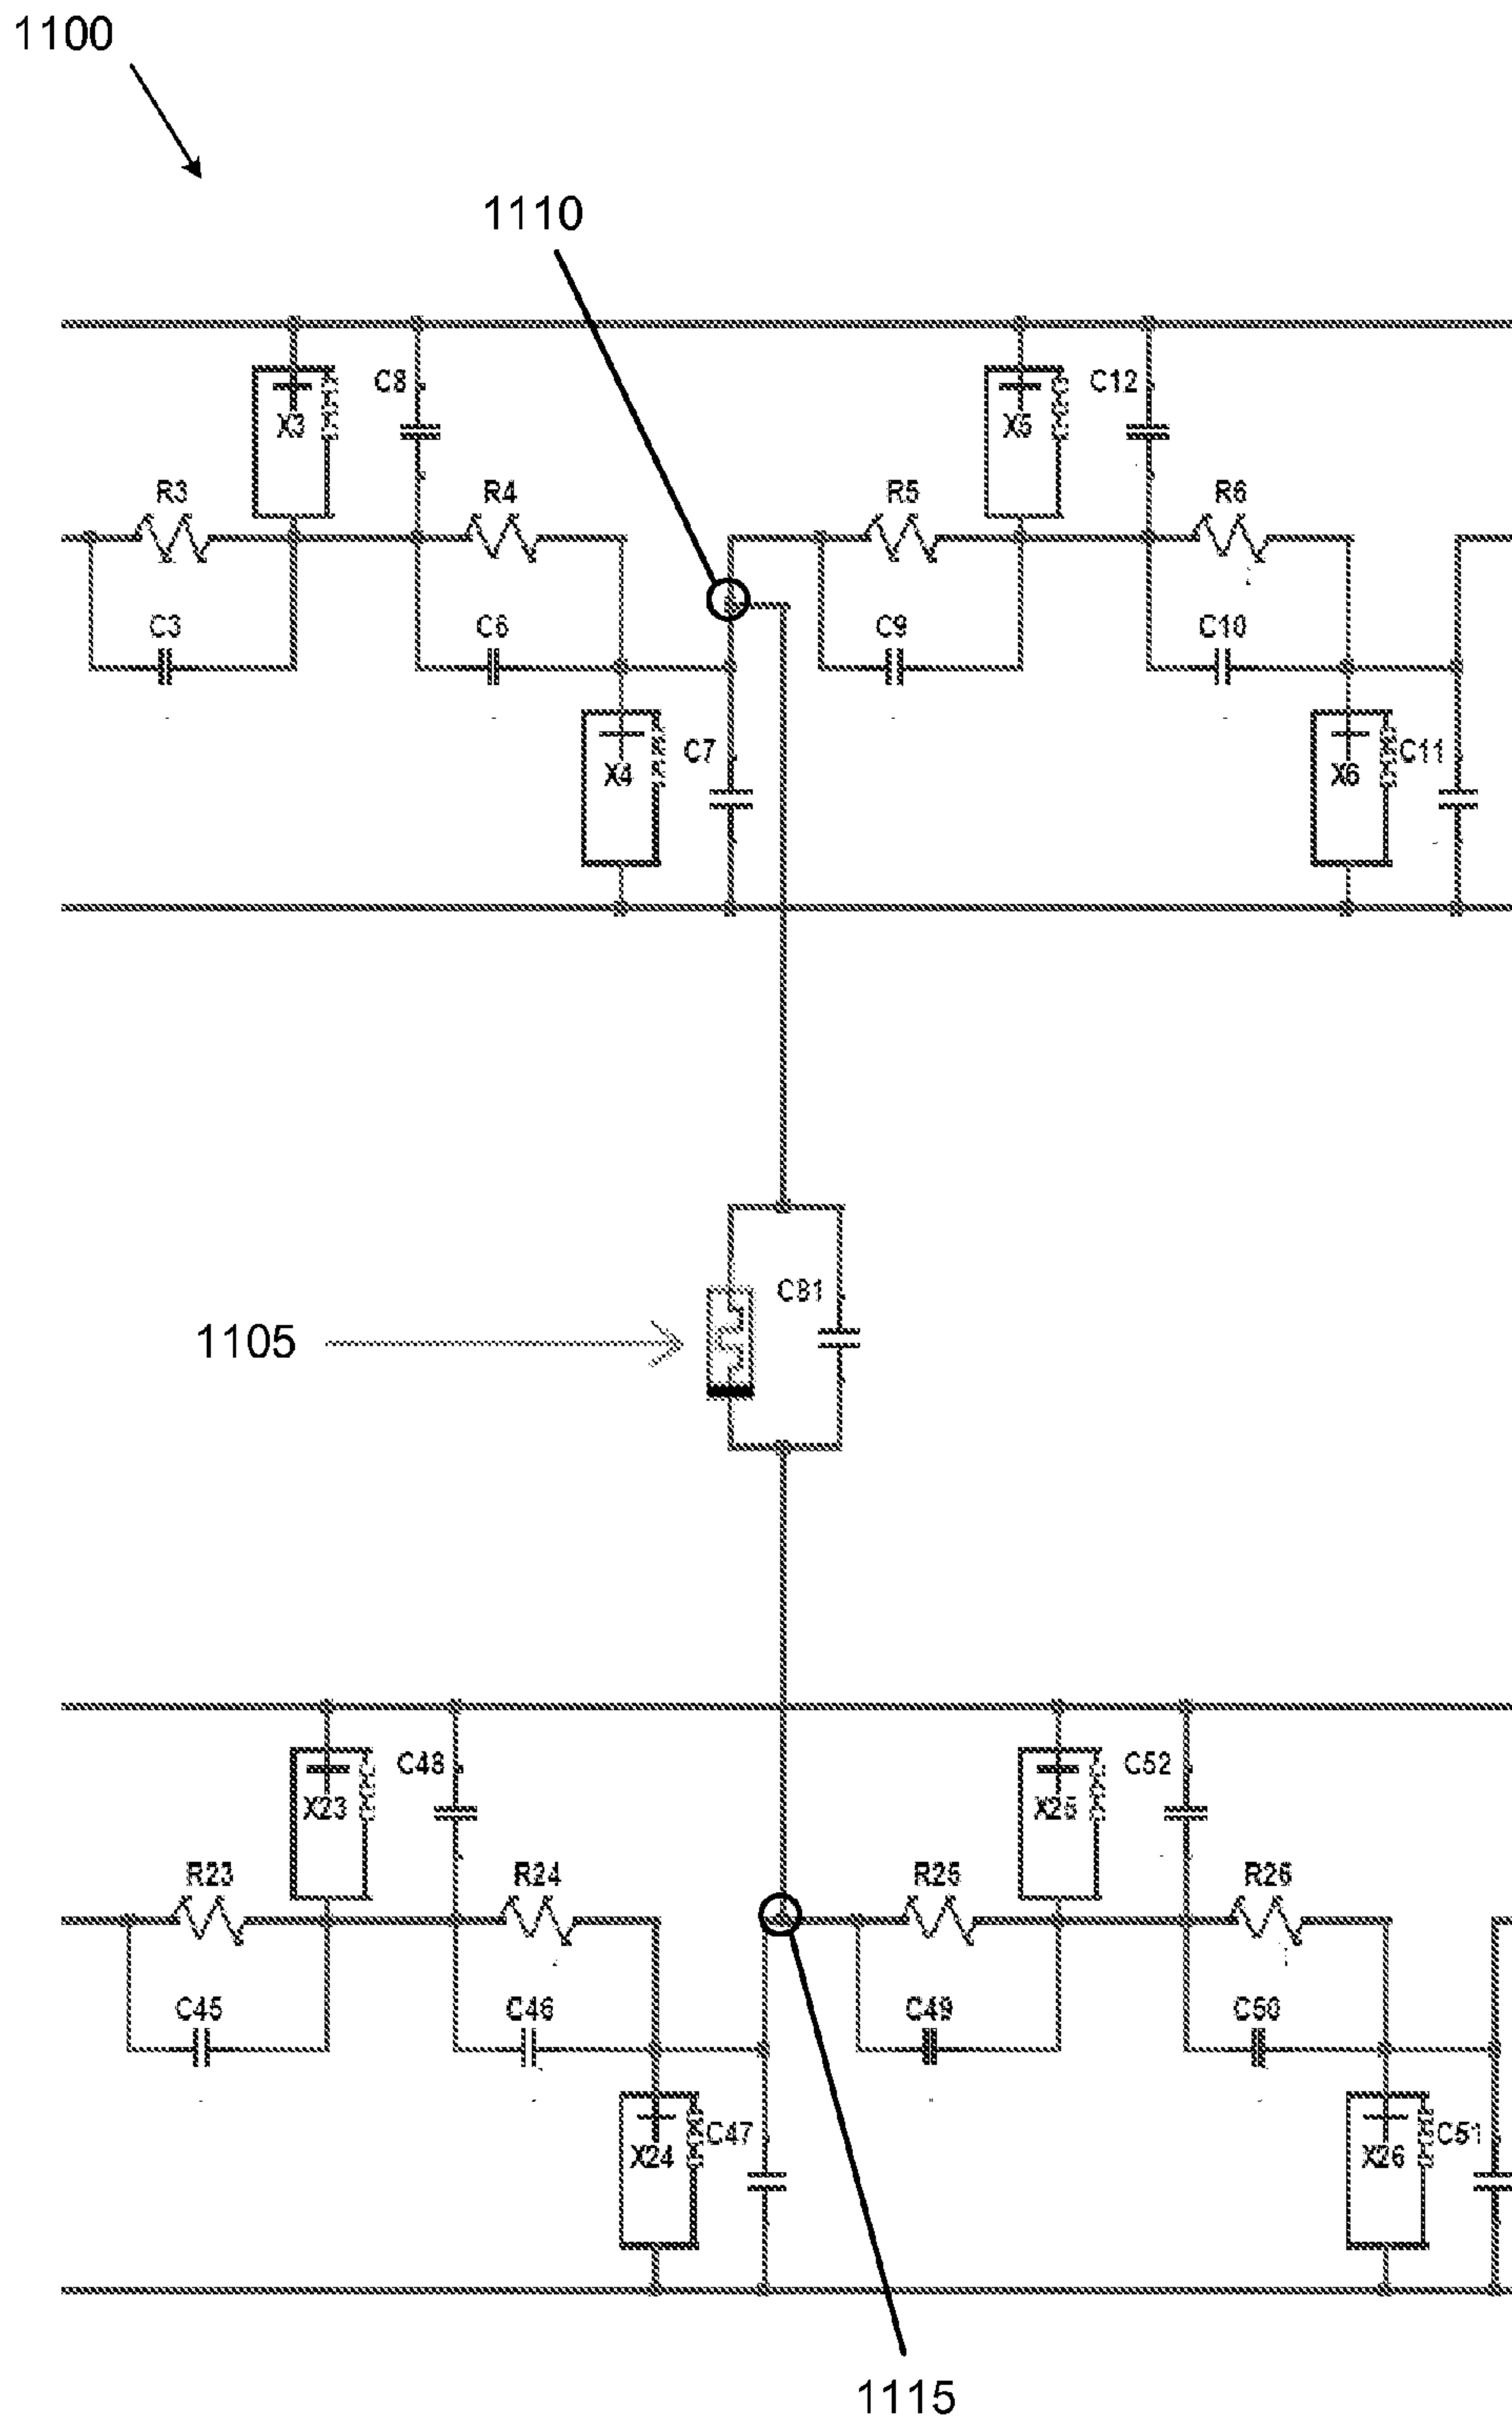 1100
1110
C8
X3
C12
X5
R3
R4
R5
R6
C3
C6
C9
C10
C7
X4
C11
X6
C81
1105
C48
X23
C52
X25
R23
R24
R25
R26
C45
C46
C49
C50
C47
X24
C51
X26
1115